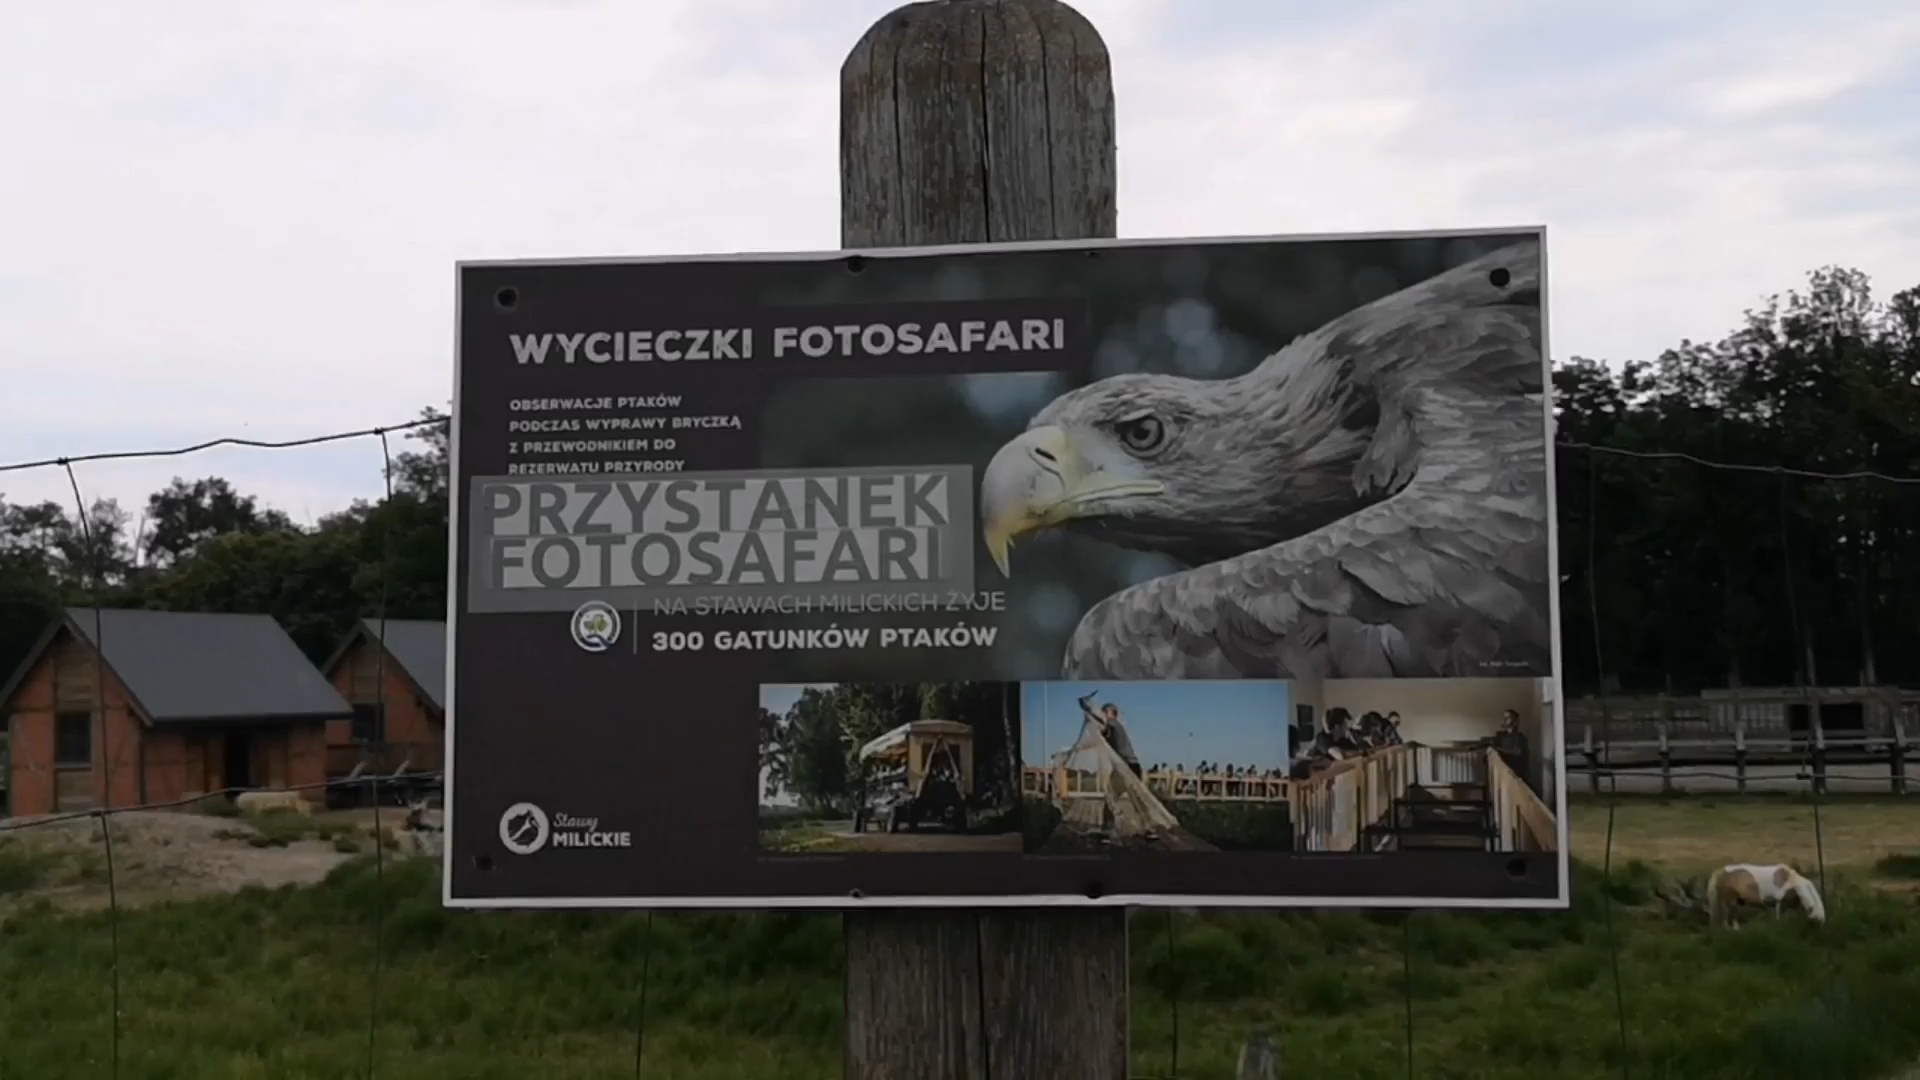 WYCIECZKI FOTOSAFARI
OBSERWACJE PTAKÓW
PODCAS WYPRAWY BRYCZKĄ
Z PRZEWODNIKIEM DO
REZERWATU PRZYRODY
PRZYSTANEK
FOTOSAFARI
NA STAWACH MILICKICH ŻYJE
300 GATUNKÓW PTAKÓW
Stawy
MILICKIE